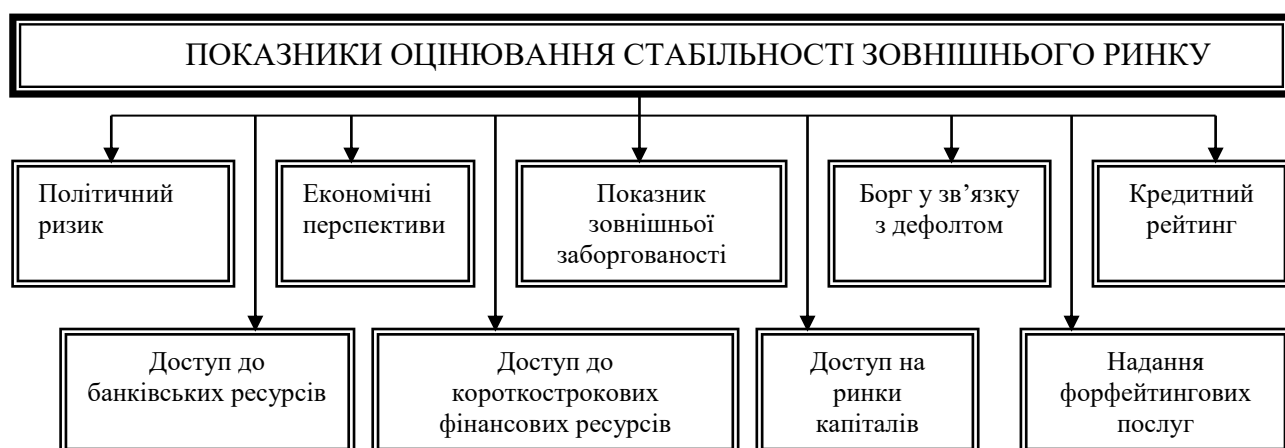 ПОКАЗНИКИ ОЦІНЮВАННЯ СТАБІЛЬНОСТІ ЗОВНІШНЬОГО РИНКУ
Політичний
ризик
Економічні
перспективи
Показник
зовнішньої
заборгованості
Борг у зв’язку
з дефолтом
Кредитний
рейтинг
Доступ до
банківських ресурсів
Доступ до
короткострокових
фінансових ресурсів
Доступ на
ринки
капіталів
Надання
форфейтингових
послуг